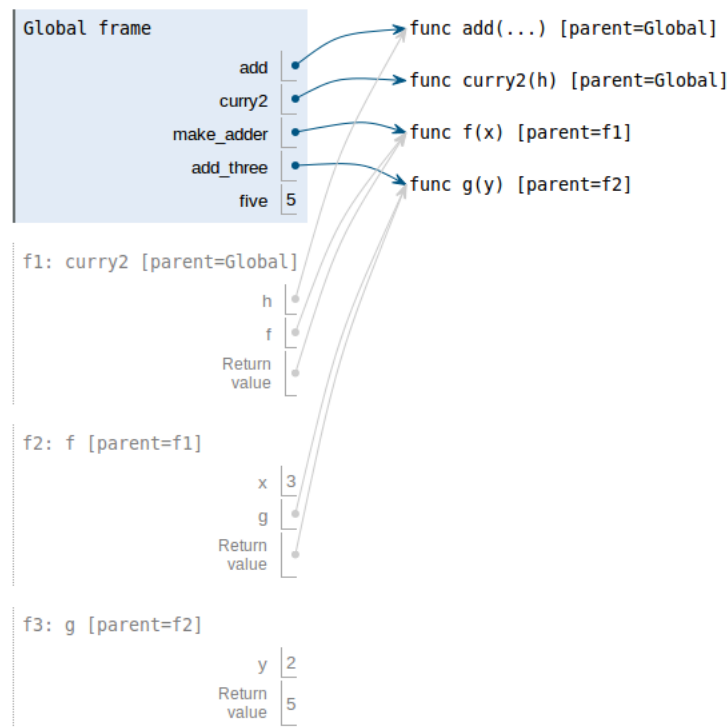 Global frame
add
curry2
make_adder
add_three
five 5
func add(...) [parent=Global]
func curry2(h) [parent=Global]
func f(x) [parent=f1]
func g(y) [parent=f2]
f1: curry2 [parent=Global]
h
f
Return
value
f2: f [parent=f1]
x 3
g
Return
value
f3: g [parent=f2]
y 2
Return
value 5